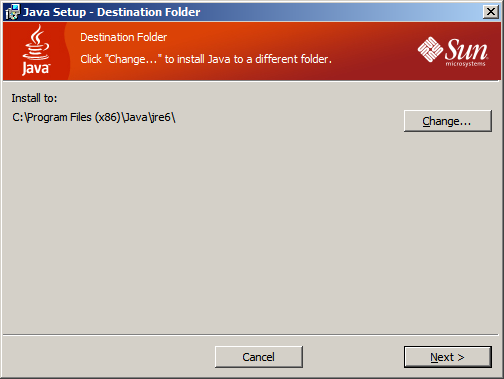 Java Setup - Destination Folder
Java
Destination Folder
Click "Change..." to install Java to a different folder.
Sun
microsystems
Install to:
C:\Program Files (x86)\Java\jre6\
Change...
Cancel
Next >